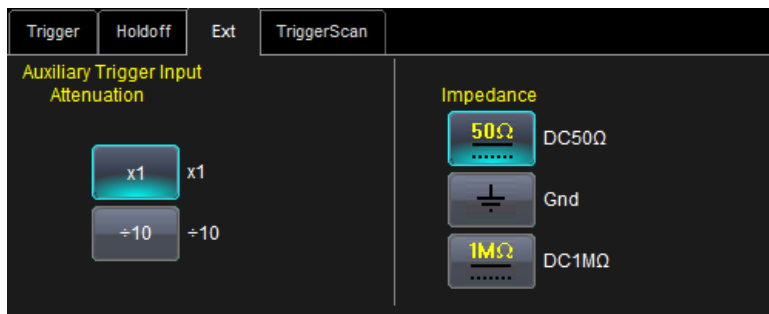 Trigger Holdoff Ext TriggerScan
Auxiliary Trigger Input
Attenuation
x1 x1
÷10 ÷10
Impedance
50Ω DC50Ω
Gnd
1MΩ DC1MΩ